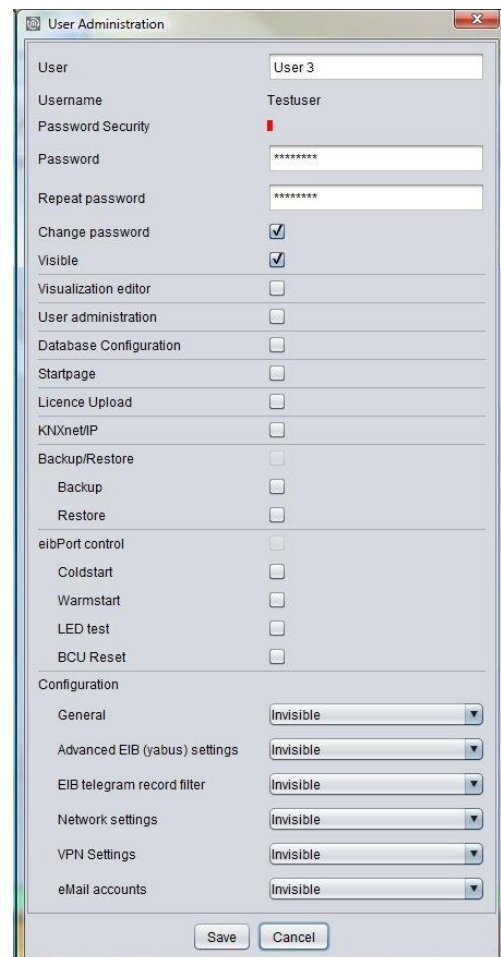 User Administration
User User 3
Username Testuser
Password Security
Password ********
Repeat password ********
Change password
Visible
Visualization editor
User administration
Database Configuration
Startpage
Licence Upload
KNXnet/IP
Backup/Restore
Backup
Restore
eibPort control
Coldstart
Warmstart
LED test
BCU Reset
Configuration
General Invisible
Advanced EIB (yabus) settings Invisible
EIB telegram record filter Invisible
Network settings Invisible
VPN Settings Invisible
eMail accounts Invisible
Save Cancel